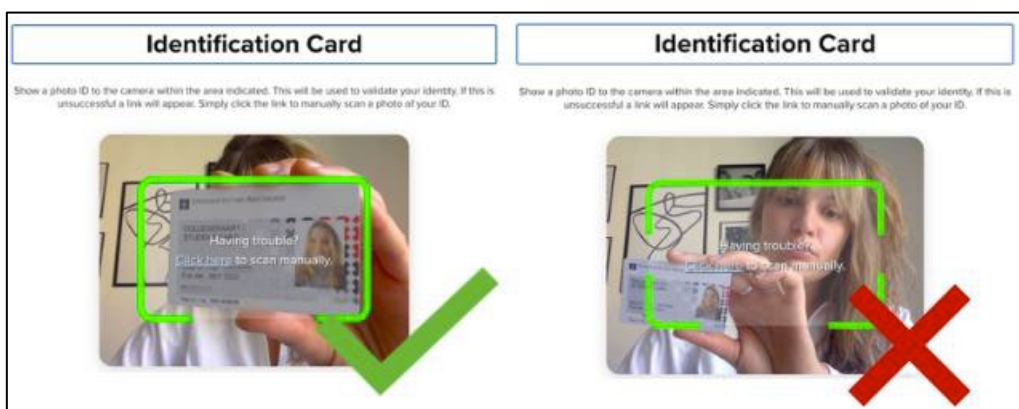 Identification Card
Show a photo ID to the camera within the area indicated. This will be used to validate your identity. If this is
unsuccessful a link will appear. Simply click the link to manually scan a photo of your ID.
COLLEGEKAART /
STUDENT CARD
Having trouble?
Click here to scan manually.
Identification Card
Show a photo ID to the camera within the area indicated. This will be used to validate your identity. If this is
unsuccessful a link will appear. Simply click the link to manually scan a photo of your ID.
Having trouble?
Click here to scan manually.